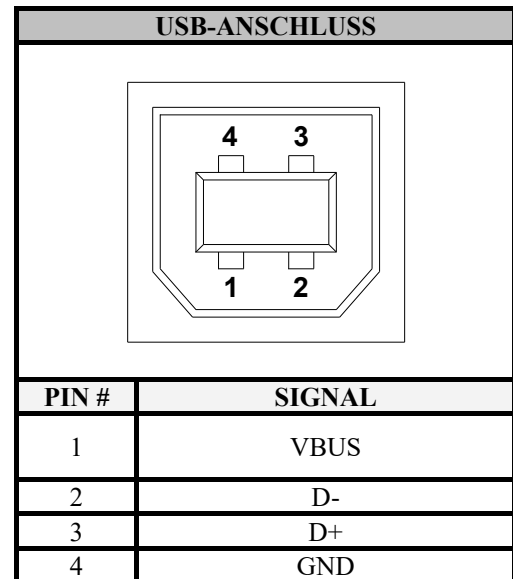 USB-ANSCHLUSS
4 3
1 2
PIN # SIGNAL
1 VBUS
2 D-
3 D+
4 GND